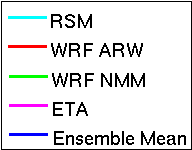 RSM
WRF ARW
WRF NMM
ETA
Ensemble Mean